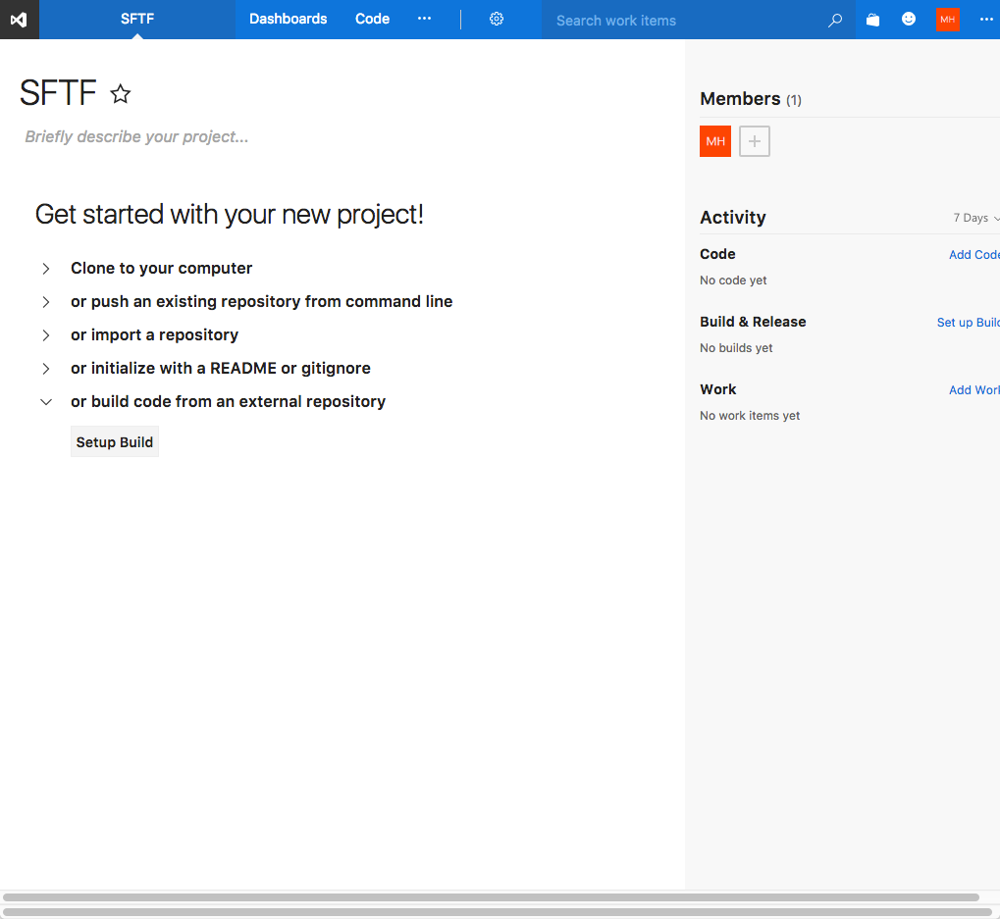 SFTF Dashboards Code ··· Search work items MH ···
SFTF
Briefly describe your project...
Get started with your new project!
Clone to your computer
or push an existing repository from command line
or import a repository
or initialize with a README or gitignore
or build code from an external repository
Setup Build
Members (1)
MH +
Activity 7 Days
Code Add Code
No code yet
Build & Release Set up Build
No builds yet
Work Add Work
No work items yet